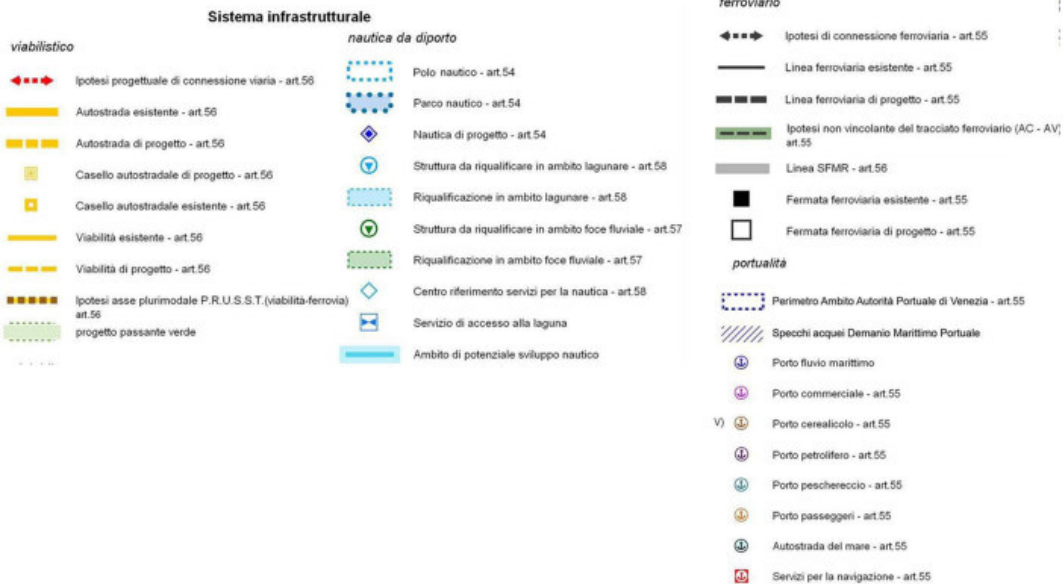 Sistema infrastrutturale
viabilistico
Ipotesi progettuale di connessione viaria - art.56
Autostrada esistente - art.56
Autostrada di progetto - art.56
Casello autostradale di progetto - art.56
Casello autostradale esistente - art.56
Viabilità esistente - art.56
Viabilità di progetto - art.56
Ipotesi asse plurimodale P.R.U.S.S.T.(viabilità-ferrovia)
art.56
progetto passante verde
nautica da diporto
Polo nautico - art.54
Parco nautico - art.54
Nautica di progetto - art.54
Struttura da riqualificare in ambito lagunare - art.58
Riqualificazione in ambito lagunare - art.58
Struttura da riqualificare in ambito foce fluviale - art.57
Riqualificazione in ambito foce fluviale - art.57
Centro riferimento servizi per la nautica - art.58
Servizio di accesso alla laguna
Ambito di potenziale sviluppo nautico
ferroviario
Ipotesi di connessione ferroviaria - art.55
Linea ferroviaria esistente - art.55
Linea ferroviaria di progetto - art.55
Ipotesi non vincolante del tracciato ferroviario (AC - AV)
art.55
Linea SFMR - art.56
Fermata ferroviaria esistente - art.55
Fermata ferroviaria di progetto - art.55
portualità
Perimetro Ambito Autorità Portuale di Venezia - art.55
Specchi acquei Demanio Marittimo Portuale
Porto fluvio marittimo
Porto commerciale - art.55
V) Porto cerealicolo - art.55
Porto petrolifero - art.55
Porto peschereccio - art.55
Porto passeggeri - art.55
Autostrada del mare - art.55
Servizi per la navigazione - art.55